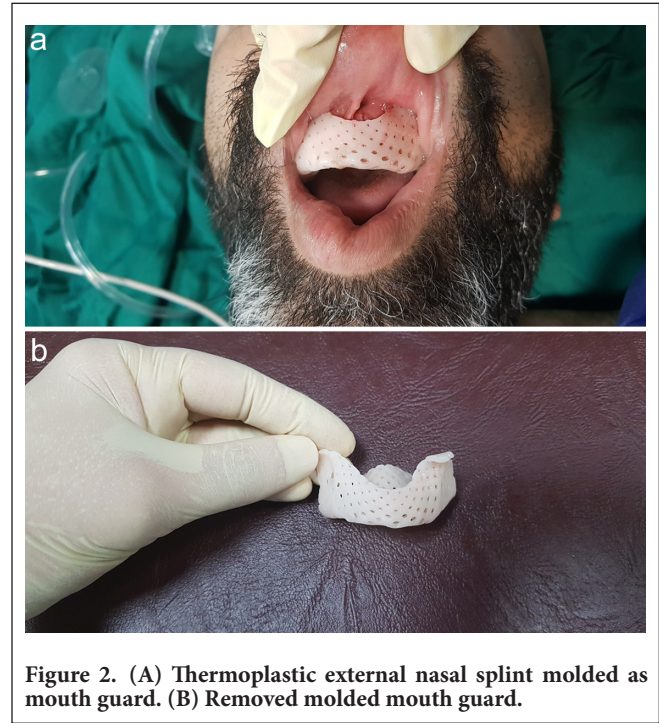 a
b
Figure 2. (A) Thermoplastic external nasal splint molded as
mouth guard. (B) Removed molded mouth guard.